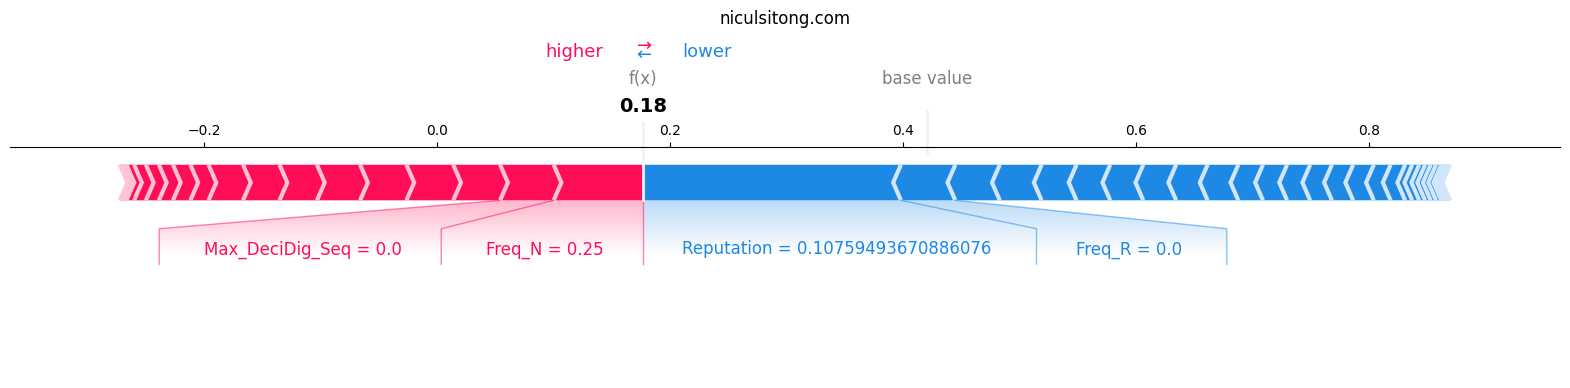 niculsitong.com
higher → ← lower
f(x) base value
0.18
−0.2 0.0 0.2 0.4 0.6 0.8
Max_DeciDig_Seq = 0.0 Freq_N = 0.25 Reputation = 0.10759493670886076 Freq_R = 0.0